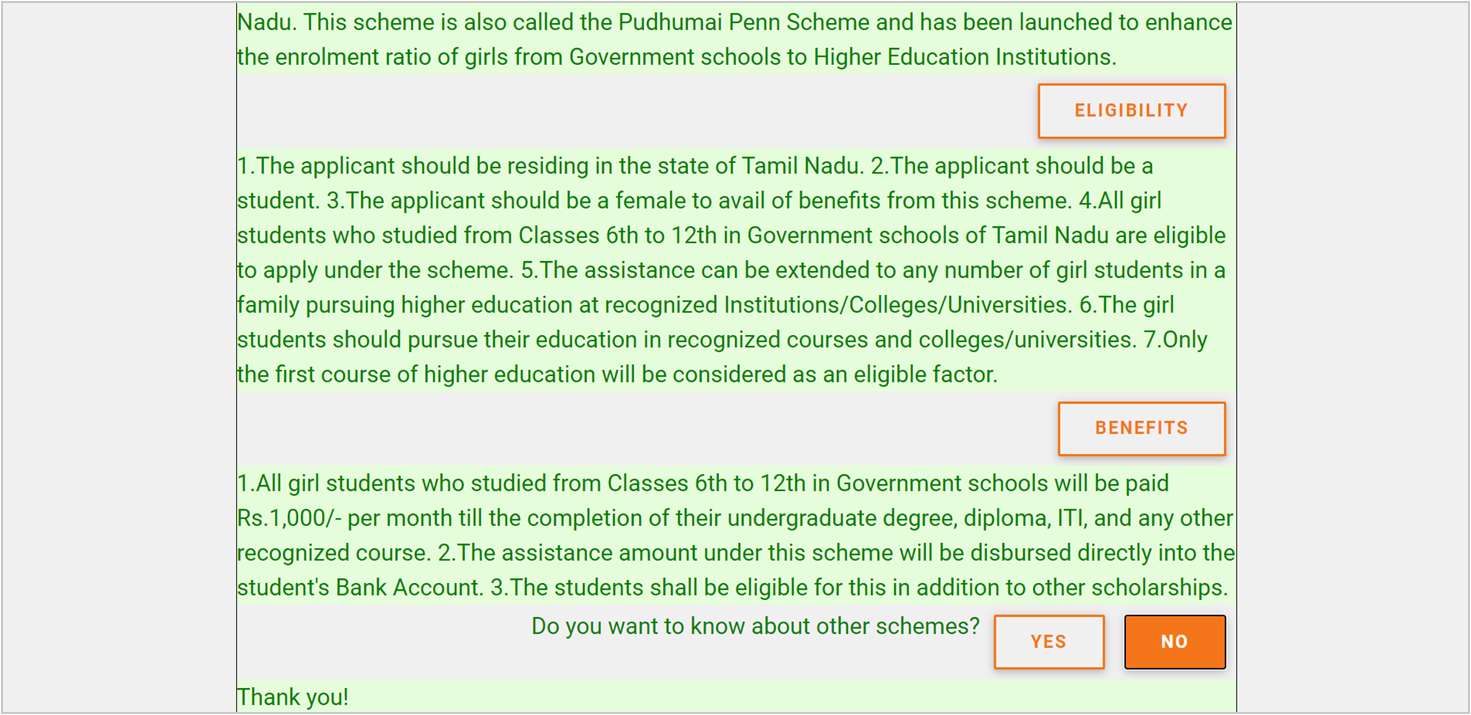 Nadu. This scheme is also called the Pudhumai Penn Scheme and has been launched to enhance
the enrolment ratio of girls from Government schools to Higher Education Institutions.
ELIGIBILITY
1.The applicant should be residing in the state of Tamil Nadu. 2.The applicant should be a
student. 3.The applicant should be a female to avail of benefits from this scheme. 4.All girl
students who studied from Classes 6th to 12th in Government schools of Tamil Nadu are eligible
to apply under the scheme. 5.The assistance can be extended to any number of girl students in a
family pursuing higher education at recognized Institutions/Colleges/Universities. 6.The girl
students should pursue their education in recognized courses and colleges/universities. 7.Only
the first course of higher education will be considered as an eligible factor.
BENEFITS
1.All girl students who studied from Classes 6th to 12th in Government schools will be paid
Rs.1,000/- per month till the completion of their undergraduate degree, diploma, ITI, and any other
recognized course. 2.The assistance amount under this scheme will be disbursed directly into the
student's Bank Account. 3.The students shall be eligible for this in addition to other scholarships.
Do you want to know about other schemes? YES NO
Thank you!